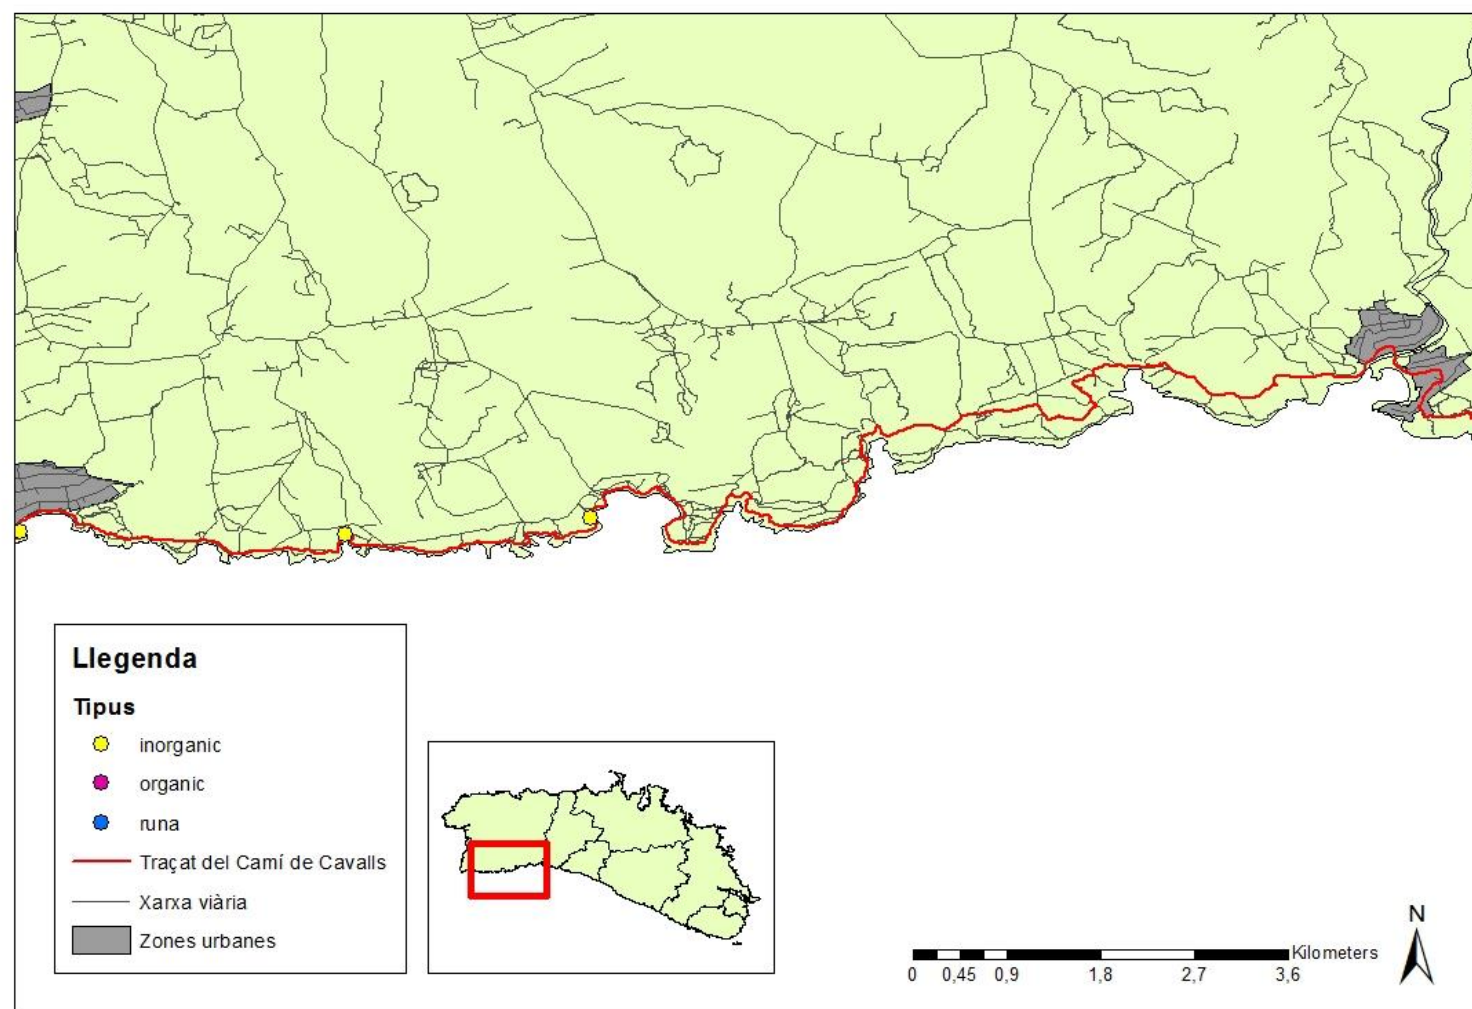 Llegenda
Tipus
inorganic
organic
runa
Traçat del Camí de Cavalls
Xarxa viària
Zones urbanes
N
Kilometers
0 0,45 0,9 1,8 2,7 3,6